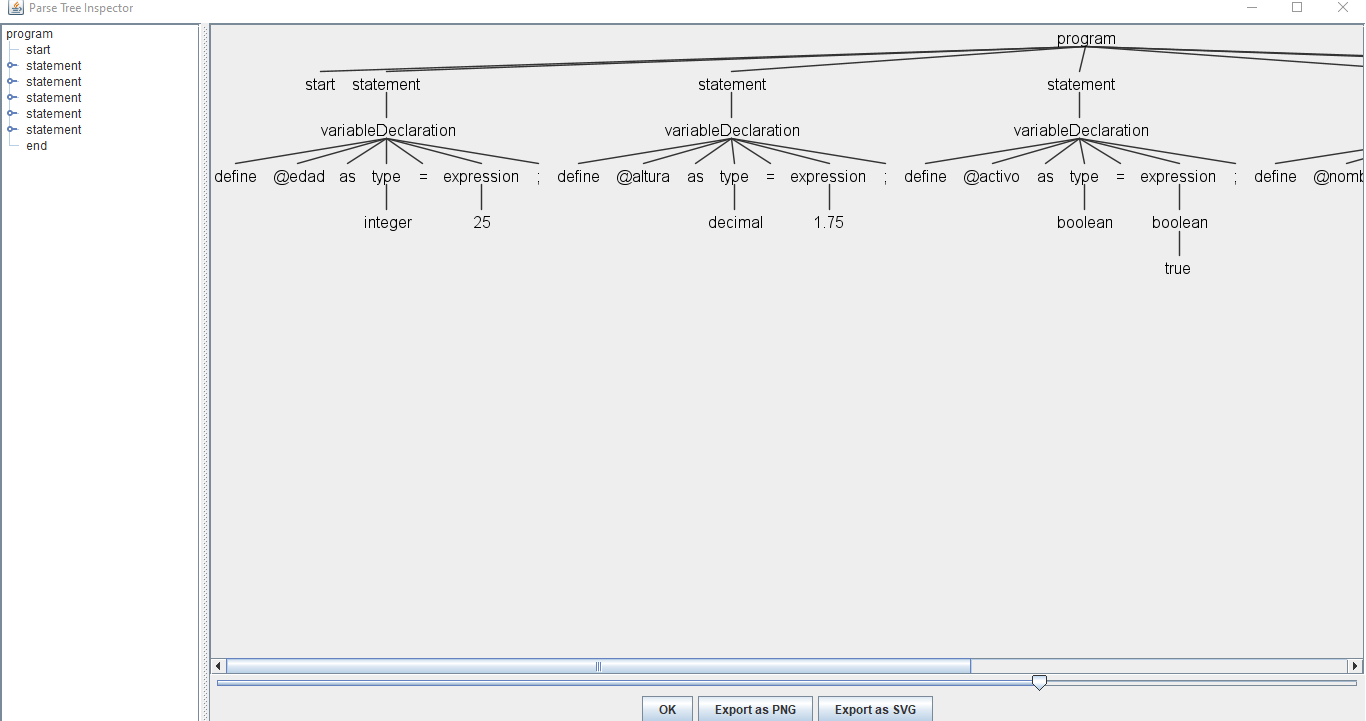 Parse Tree Inspector
program
start
statement
statement
statement
statement
statement
end
program
start statement statement statement
variableDeclaration variableDeclaration variableDeclaration
define @edad as type = expression ; define @altura as type = expression ; define @activo as type = expression ; define @nomb
integer 25 decimal 1.75 boolean boolean
true
OK Export as PNG Export as SVG